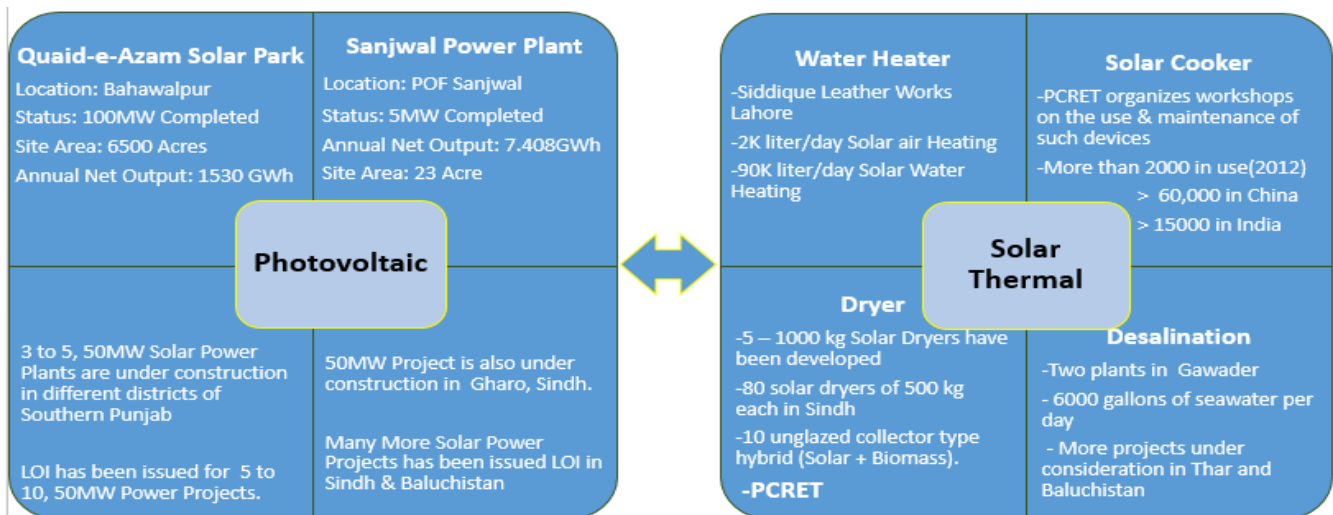 Quaid-e-Azam Solar Park
Location: Bahawalpur
Status: 100MW Completed
Site Area: 6500 Acres
Annual Net Output: 1530 GWh
Sanjwal Power Plant
Location: POF Sanjwal
Status: 5MW Completed
Annual Net Output: 7.408GWh
Site Area: 23 Acre
Photovoltaic
3 to 5, 50MW Solar Power
Plants are under construction
in different districts of
Southern Punjab
LOI has been issued for 5 to
10, 50MW Power Projects.
50MW Project is also under
construction in Gharo, Sindh.
Many More Solar Power
Projects has been issued LOI in
Sindh & Baluchistan
Water Heater
-Siddique Leather Works
Lahore
-2K liter/day Solar air Heating
-90K liter/day Solar Water
Heating
Solar Cooker
-PCRET organizes workshops
on the use & maintenance of
such devices
-More than 2000 in use(2012)
> 60,000 in China
> 15000 in India
Solar
Thermal
Dryer
-5 – 1000 kg Solar Dryers have
been developed
-80 solar dryers of 500 kg
each in Sindh
-10 unglazed collector type
hybrid (Solar + Biomass).
-PCRET
Desalination
-Two plants in Gawader
- 6000 gallons of seawater per
day
- More projects under
consideration in Thar and
Baluchistan